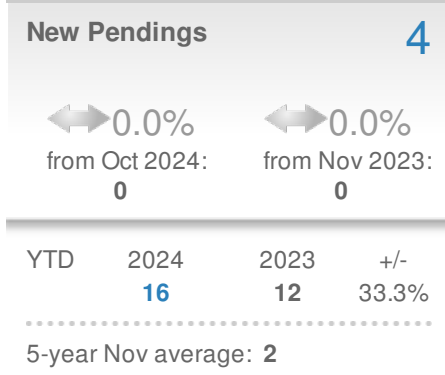 New Pendings 4
0.0% 0.0%
from Oct 2024: from Nov 2023:
0 0
YTD 2024 2023 +/-
16 12 33.3%
5-year Nov average: 2